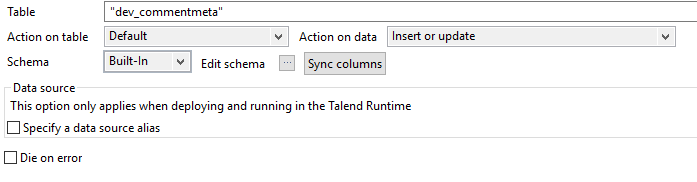 Table "dev_commentmeta"
Action on table Default Action on data Insert or update
Schema Built-In Edit schema ... Sync columns
Data source
This option only applies when deploying and running in the Talend Runtime
Specify a data source alias
Die on error